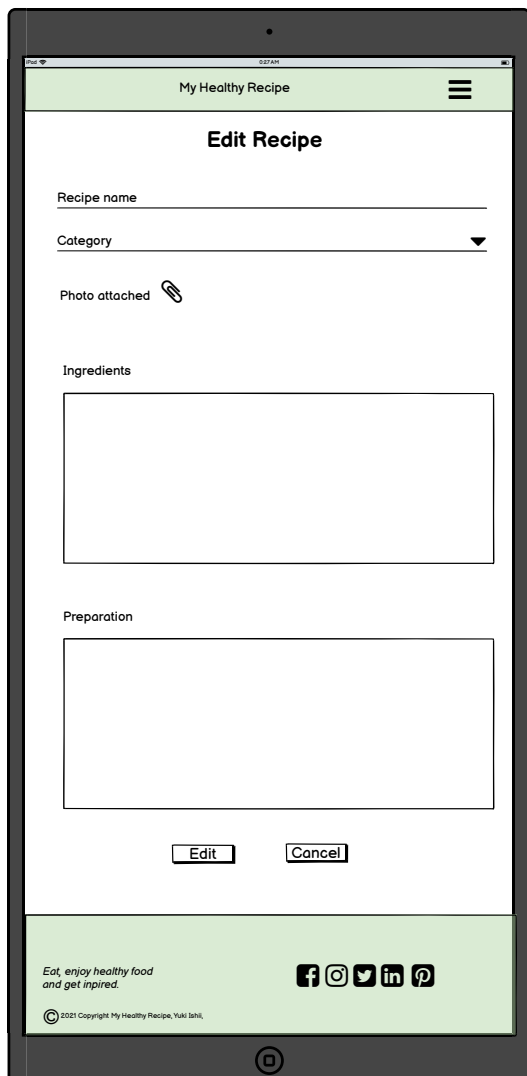 iPad 0:27AM
My Healthy Recipe
Edit Recipe
Recipe name
Category
Photo attached
Ingredients
Preparation
Edit Cancel
Eat, enjoy healthy food
and get inpired.
© 2021 Copyright My Healthy Recipe, Yuki Ishii,